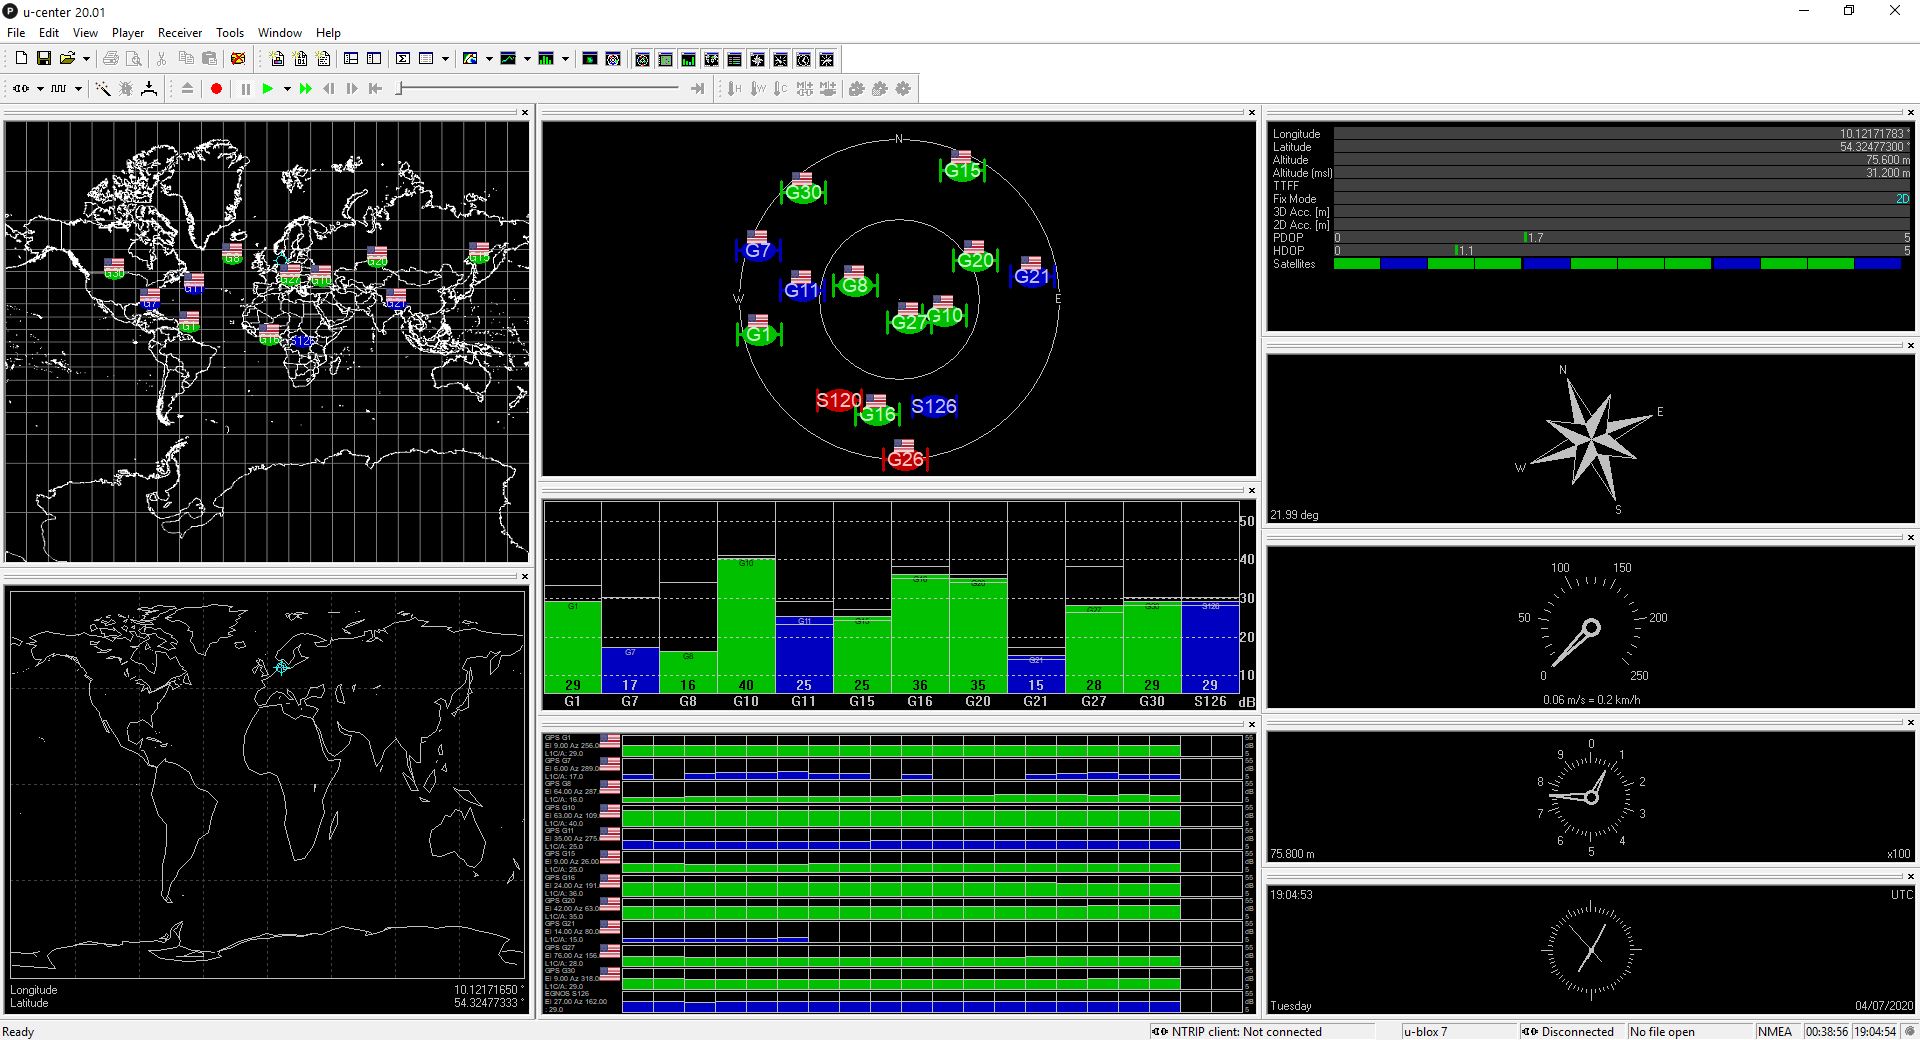 u-center 20.01
File Edit View Player Receiver Tools Window Help
G30 G8 G11 G7 G1 G16 S12 G27 G10 G20 G21 G15
Longitude 10.12171650 °
Latitude 54.32477333 °
N
G15
G30
G7
G20
G21
G11
G8
W
E
G27
G10
G1
S120
G16
S126
G26
50
40
30
20
10
G1 G7 G8 G10 G11 G15 G16 G20 G21 G27 G30 S126
29 17 16 40 25 25 36 35 15 28 29 29
G1 G7 G8 G10 G11 G15 G16 G20 G21 G27 G30 S126 dB
GPS G1
El 9.00 Az 256.0
L1C/A: 29.0
GPS G7
El 6.00 Az 289.0
L1C/A: 17.0
GPS G8
El 64.00 Az 287.
L1C/A: 16.0
GPS G10
El 63.00 Az 109.
L1C/A: 40.0
GPS G11
El 35.00 Az 275.
L1C/A: 25.0
GPS G15
El 9.00 Az 26.00
L1C/A: 25.0
GPS G16
El 24.00 Az 191.
L1C/A: 36.0
GPS G20
El 42.00 Az 63.0
L1C/A: 35.0
GPS G21
El 14.00 Az 80.0
L1C/A: 15.0
GPS G27
El 76.00 Az 156.
L1C/A: 28.0
GPS G30
El 9.00 Az 318.0
L1C/A: 29.0
EGNOS S126
El 27.00 Az 162.00
: 29.0
Longitude 10.12171783 °
Latitude 54.32477300 °
Altitude 75.600 m
Altitude (msl) 31.200 m
TTFF
Fix Mode 2D
3D Acc. [m]
2D Acc. [m]
PDOP 0 1.7 5
HDOP 0 1.1 5
Satellites
N
E
W
S
21.99 deg
100 150
50 200
0 250
0.06 m/s = 0.2 km/h
0
9 1
8 2
7 3
6 4
5
75.800 m x100
19:04:53 UTC
Tuesday 04/07/2020
Ready NTRIP client: Not connected u-blox 7 Disconnected No file open NMEA 00:38:56 19:04:54